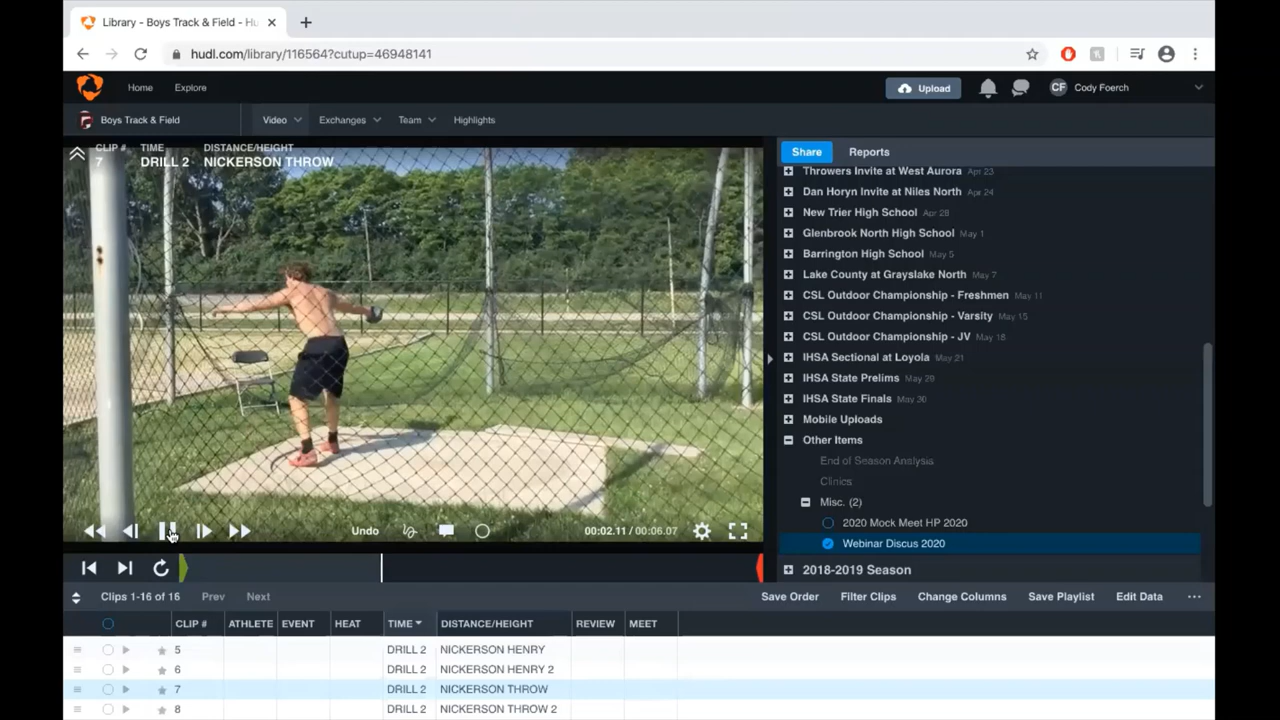 Library - Boys Track & Field - Hu
hudl.com/library/116564?cutup=46948141
Home Explore
Upload
CF Cody Foerch
Boys Track & Field
Video Exchanges Team Highlights
CLIP # TIME DISTANCE/HEIGHT
7 DRILL 2 NICKERSON THROW
Share Reports
Throwers Invite at West Aurora Apr 23
Dan Horyn Invite at Niles North Apr 24
New Trier High School Apr 28
Glenbrook North High School May 1
Barrington High School May 5
Lake County at Grayslake North May 7
CSL Outdoor Championship - Freshmen May 11
CSL Outdoor Championship - Varsity May 15
CSL Outdoor Championship - JV May 18
IHSA Sectional at Loyola May 21
IHSA State Prelims May 29
IHSA State Finals May 30
Mobile Uploads
Other Items
End of Season Analysis
Clinics
Misc. (2)
2020 Mock Meet HP 2020
Webinar Discus 2020
2018-2019 Season
Undo
00:02.11 / 00:06.07
Clips 1-16 of 16 Prev Next
Save Order Filter Clips Change Columns Save Playlist Edit Data
CLIP # ATHLETE EVENT HEAT TIME DISTANCE/HEIGHT REVIEW MEET
5 DRILL 2 NICKERSON HENRY
6 DRILL 2 NICKERSON HENRY 2
7 DRILL 2 NICKERSON THROW
8 DRILL 2 NICKERSON THROW 2